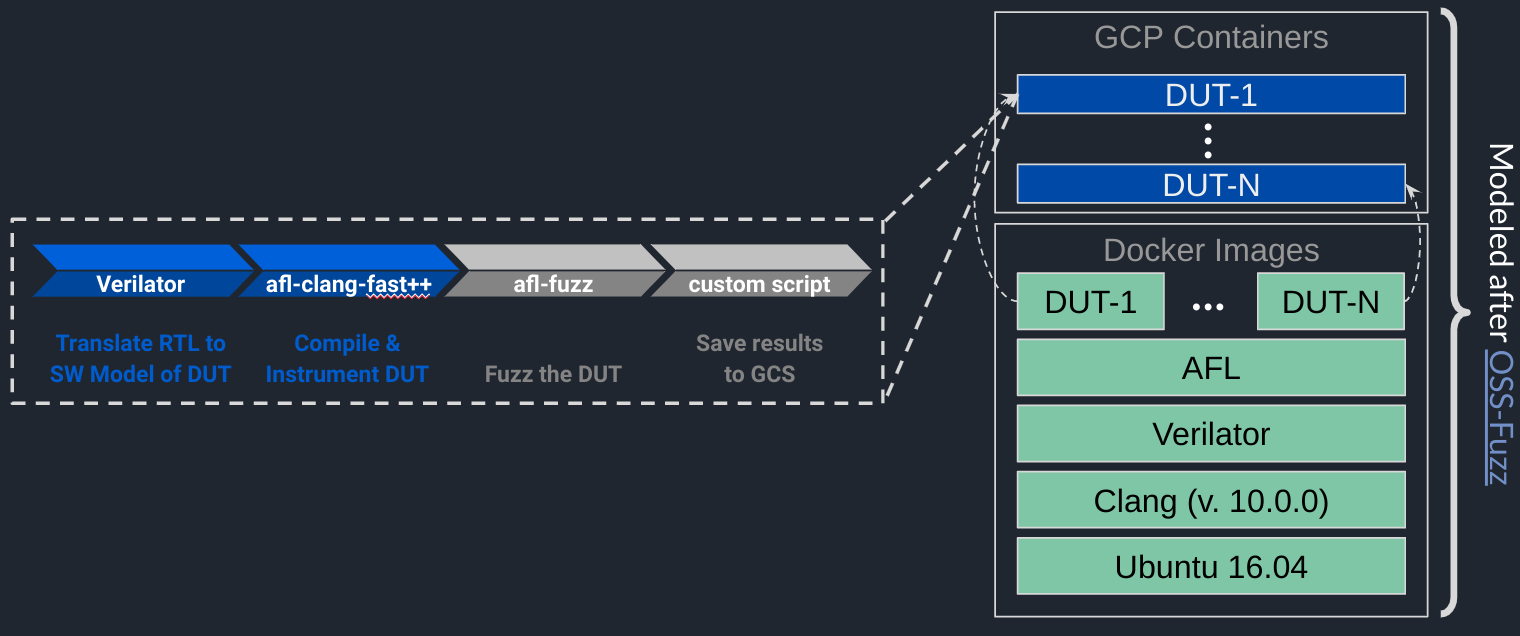 Verilator
afl-clang-fast++
afl-fuzz
custom script
Translate RTL to
SW Model of DUT
Compile &
Instrument DUT
Fuzz the DUT
Save results
to GCS
GCP Containers
DUT-1
DUT-N
Docker Images
DUT-1 ... DUT-N
AFL
Verilator
Clang (v. 10.0.0)
Ubuntu 16.04
Modeled after OSS-Fuzz